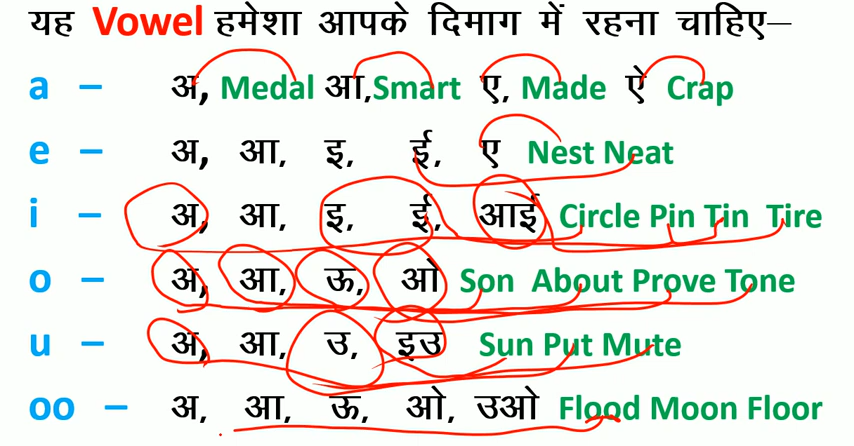 यह Vowel हमेशा आपके दिमाग में रहना चाहिए–
a – अ, Medal आ,Smart ए, Made ऐ Crap
e – अ, आ, इ, ई, ए Nest Neat
i – अ, आ, इ, ई, आई Circle Pin Tin Tire
o – अ, आ, ऊ, ओ Son About Prove Tone
u – अ, आ, उ, इउ Sun Put Mute
oo – अ, आ, ऊ, ओ, उओ Flood Moon Floor